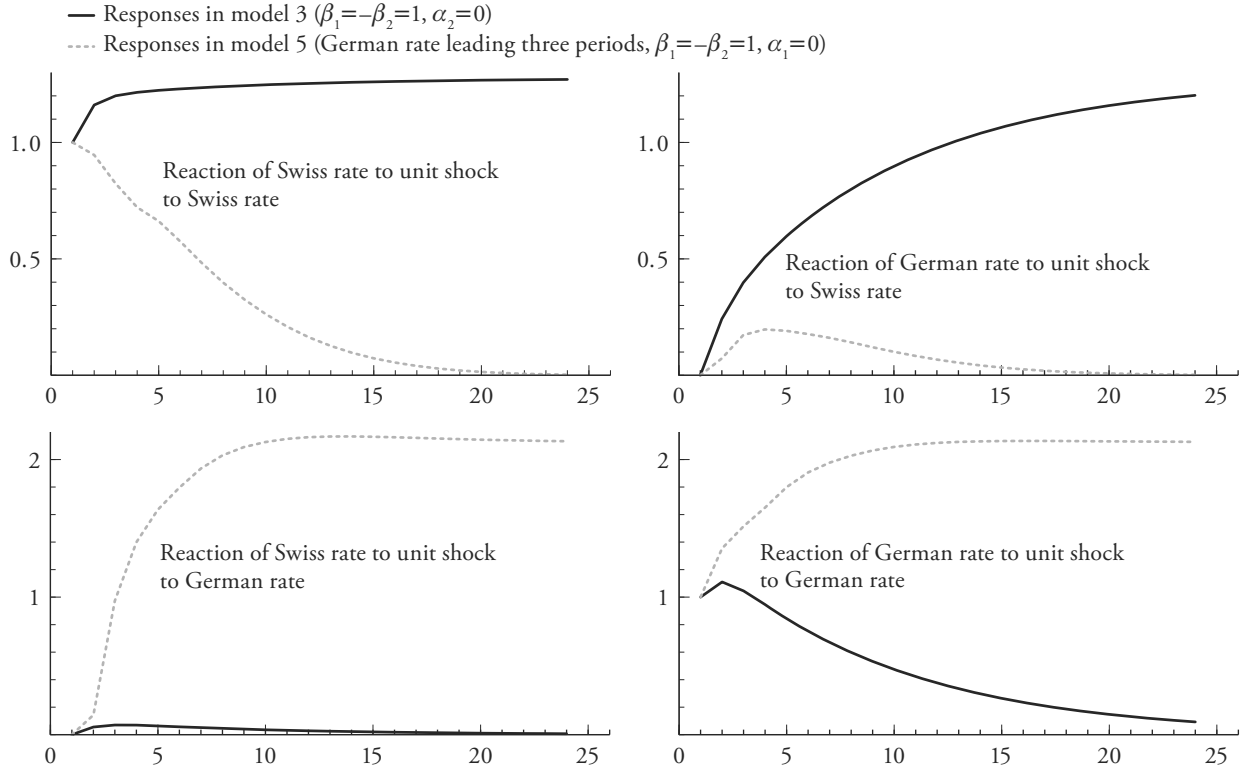 Responses in model 3 (β₁=–β₂=1, α₂=0)
Responses in model 5 (German rate leading three periods, β₁=–β₂=1, α₁=0)
1.0
0.5
Reaction of Swiss rate to unit shock
to Swiss rate
0 5 10 15 20 25
1.0
0.5
Reaction of German rate to unit shock
to Swiss rate
0 5 10 15 20 25
2
1
Reaction of Swiss rate to unit shock
to German rate
0 5 10 15 20 25
2
1
Reaction of German rate to unit shock
to German rate
0 5 10 15 20 25